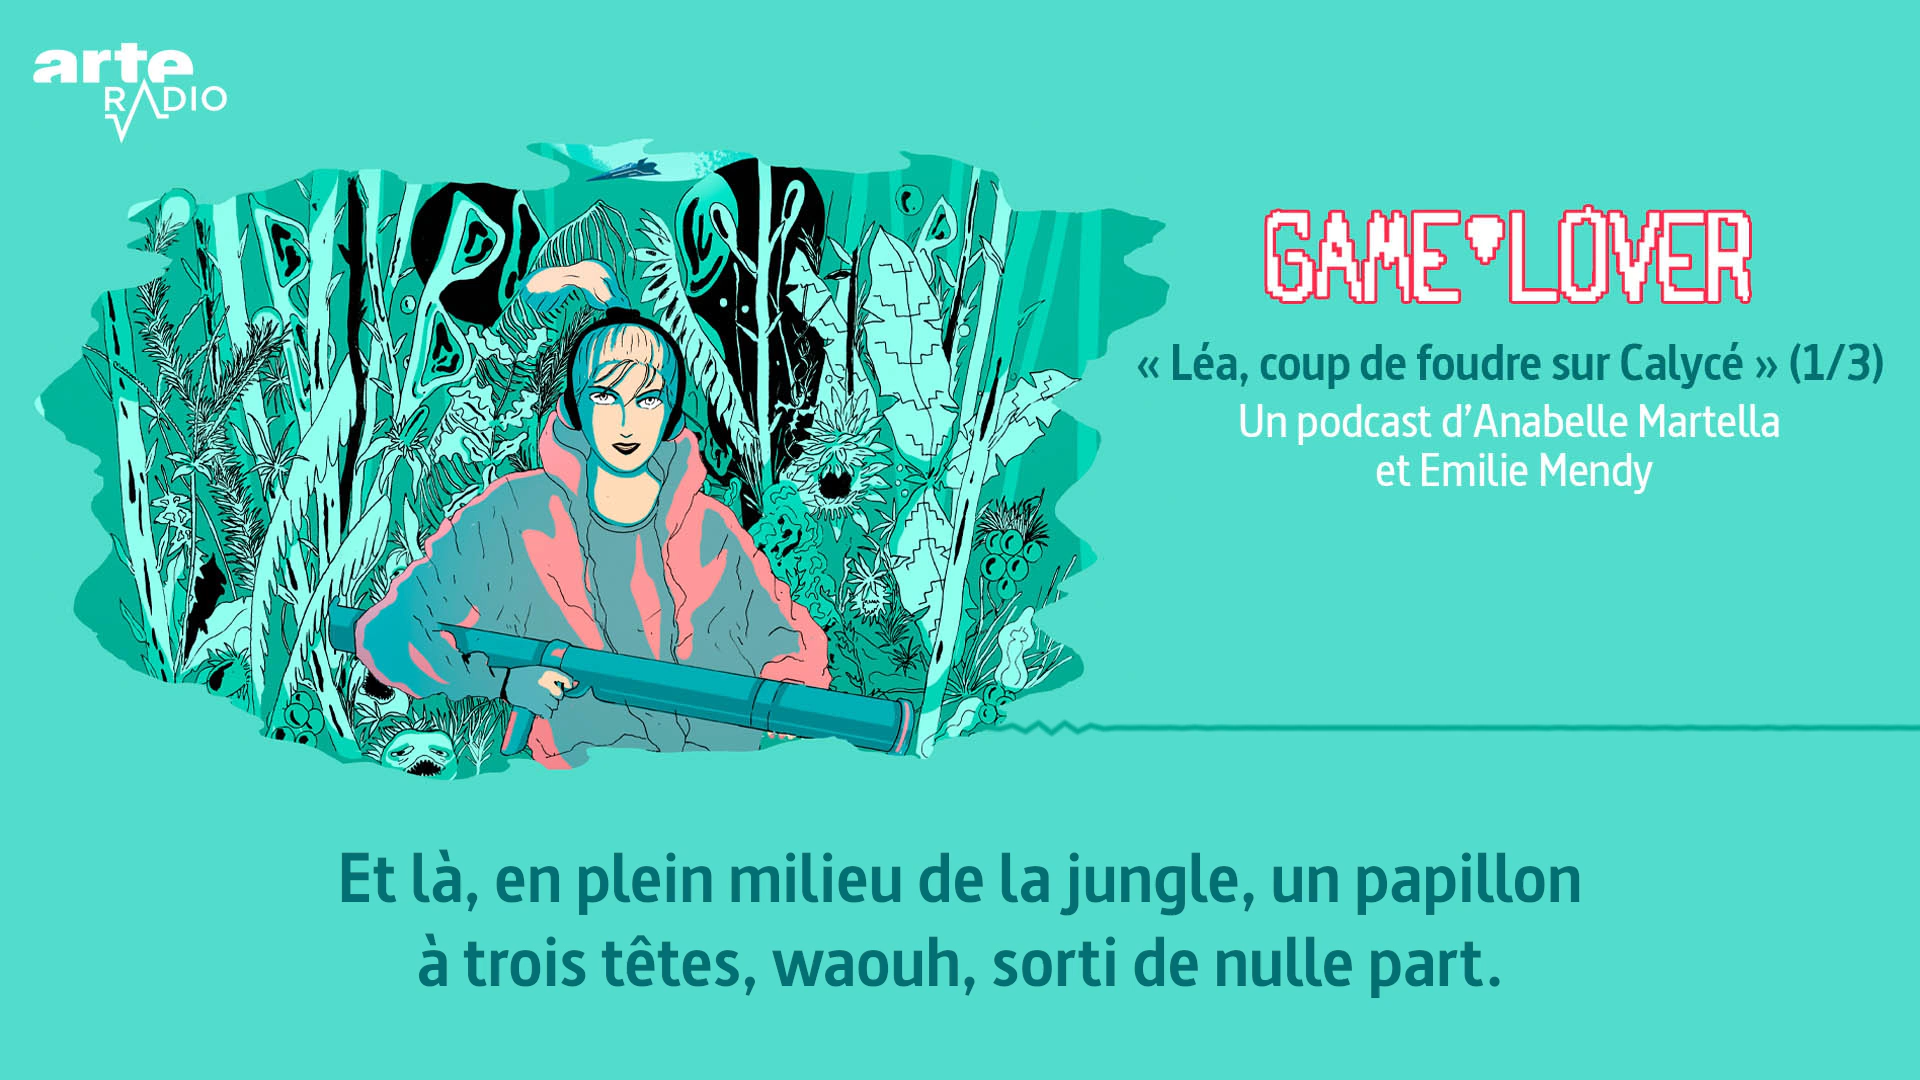 arte
RADIO
GAME♥LOVER
« Léa, coup de foudre sur Calycé » (1/3)
Un podcast d’Anabelle Martella
et Emilie Mendy
Et là, en plein milieu de la jungle, un papillon
à trois têtes, waouh, sorti de nulle part.